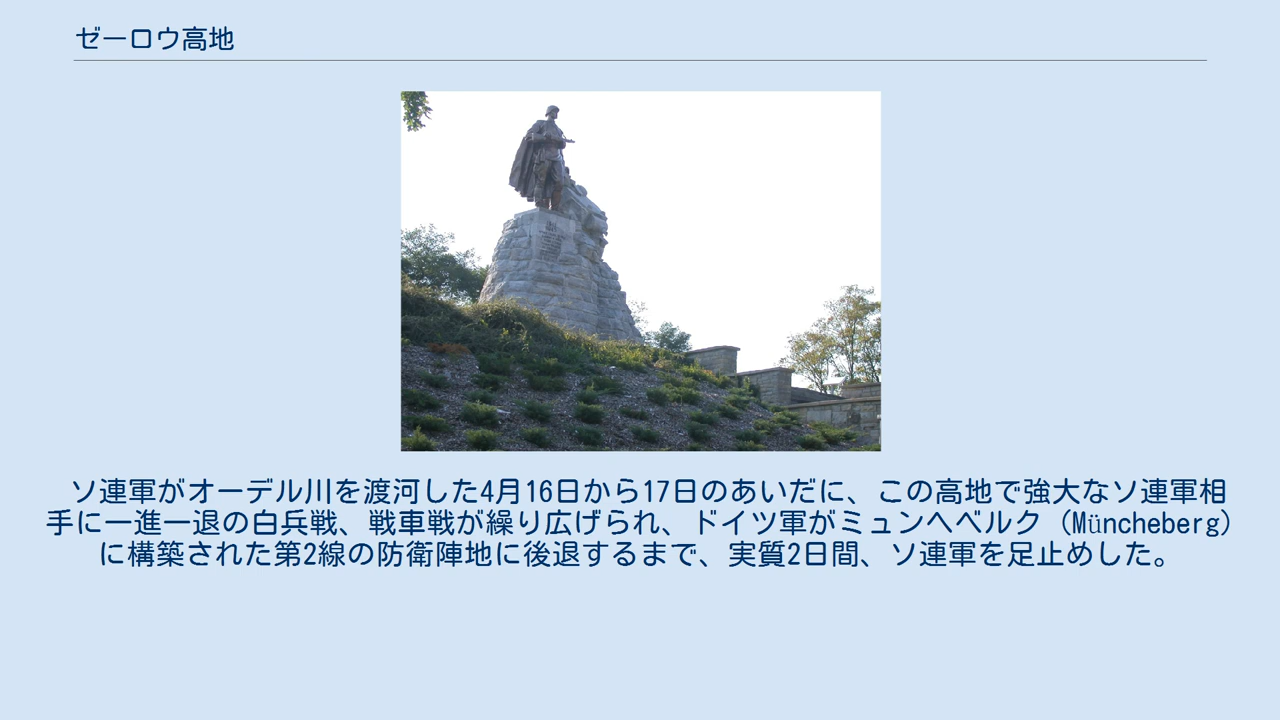 ゼーロウ高地
ソ連軍がオーデル川を渡河した4月16日から17日のあいだに、この高地で強大なソ連軍相
手に一進一退の白兵戦、戦車戦が繰り広げられ、ドイツ軍がミュンヘベルク（Müncheberg）
に構築された第2線の防衛陣地に後退するまで、実質2日間、ソ連軍を足止めした。